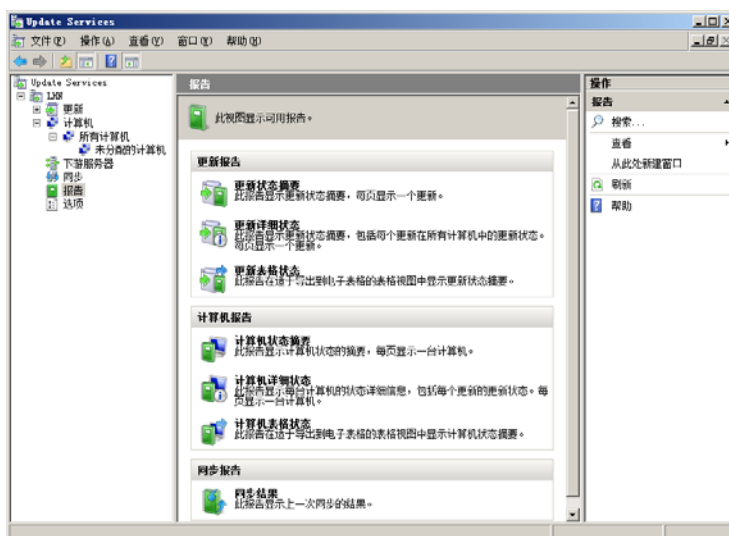 Update Services
文件(F) 操作(A) 查看(V) 窗口(W) 帮助(H)
Update Services
LHN
更新
计算机
所有计算机
未分配的计算机
下游服务器
同步
报告
选项
报告
此视图显示可用报告。
更新报告
更新状态摘要
此报告显示更新状态摘要，每页显示一个更新。
更新详细状态
此报告显示更新状态摘要，包括每个更新在所有计算机中的更新状态。
每页显示一个更新。
更新表格状态
此报告在适于导出到电子表格的表格视图中显示更新状态摘要。
计算机报告
计算机状态摘要
此报告显示计算机状态的摘要，每页显示一台计算机。
计算机详细状态
此报告显示每台计算机的状态详细信息，包括每个更新的更新状态。每
页显示一台计算机。
计算机表格状态
此报告在适于导出到电子表格的表格视图中显示计算机状态摘要。
同步报告
同步结果
此报告显示上一次同步的结果。
操作
报告
搜索...
查看
从此处新建窗口
刷新
帮助